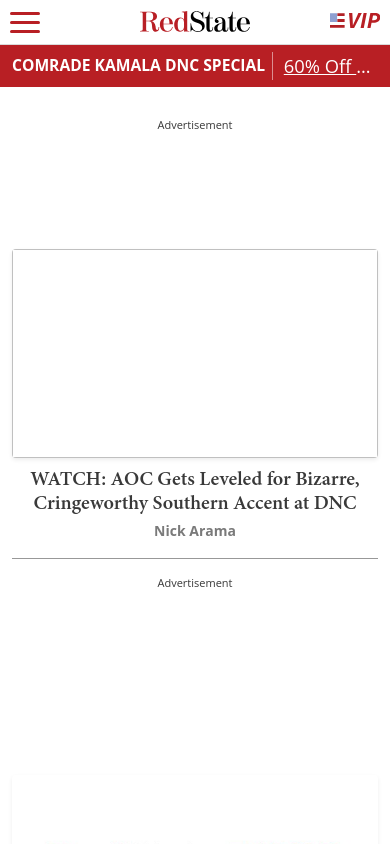 RedState
VIP
COMRADE KAMALA DNC SPECIAL
60% Off ...
Advertisement
WATCH: AOC Gets Leveled for Bizarre,
Cringeworthy Southern Accent at DNC
Nick Arama
Advertisement